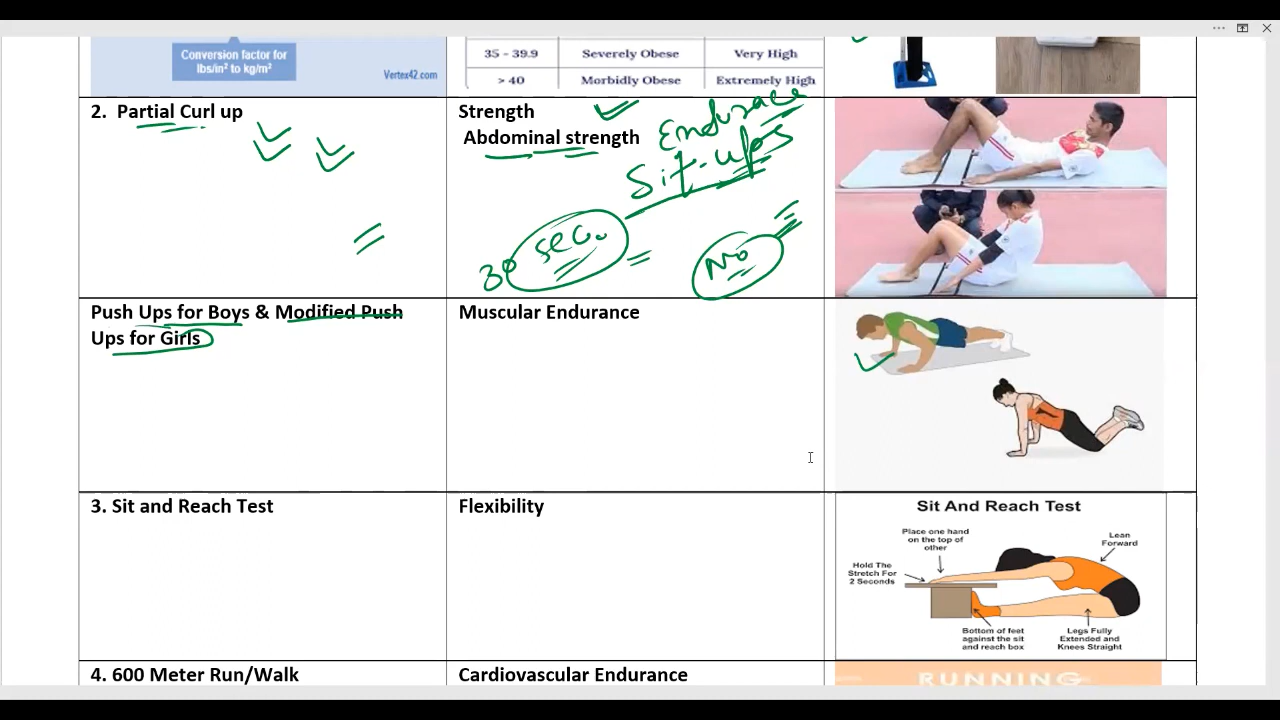 Conversion factor for
lbs/in² to kg/m²
Vertex42.com
35 - 39.9 Severely Obese Very High
> 40 Morbidly Obese Extremely High
2. Partial Curl up
Strength
Abdominal strength
Endurace
Sit-ups
30 sec.
No
Push Ups for Boys & Modified Push
Ups for Girls
Muscular Endurance
3. Sit and Reach Test
Flexibility
Sit And Reach Test
Place one hand
on the top of
other
Lean
Forward
Hold The
Stretch For
2 Seconds
Bottom of feet
against the sit
and reach box
Legs Fully
Extended and
Knees Straight
4. 600 Meter Run/Walk
Cardiovascular Endurance
RUNNING